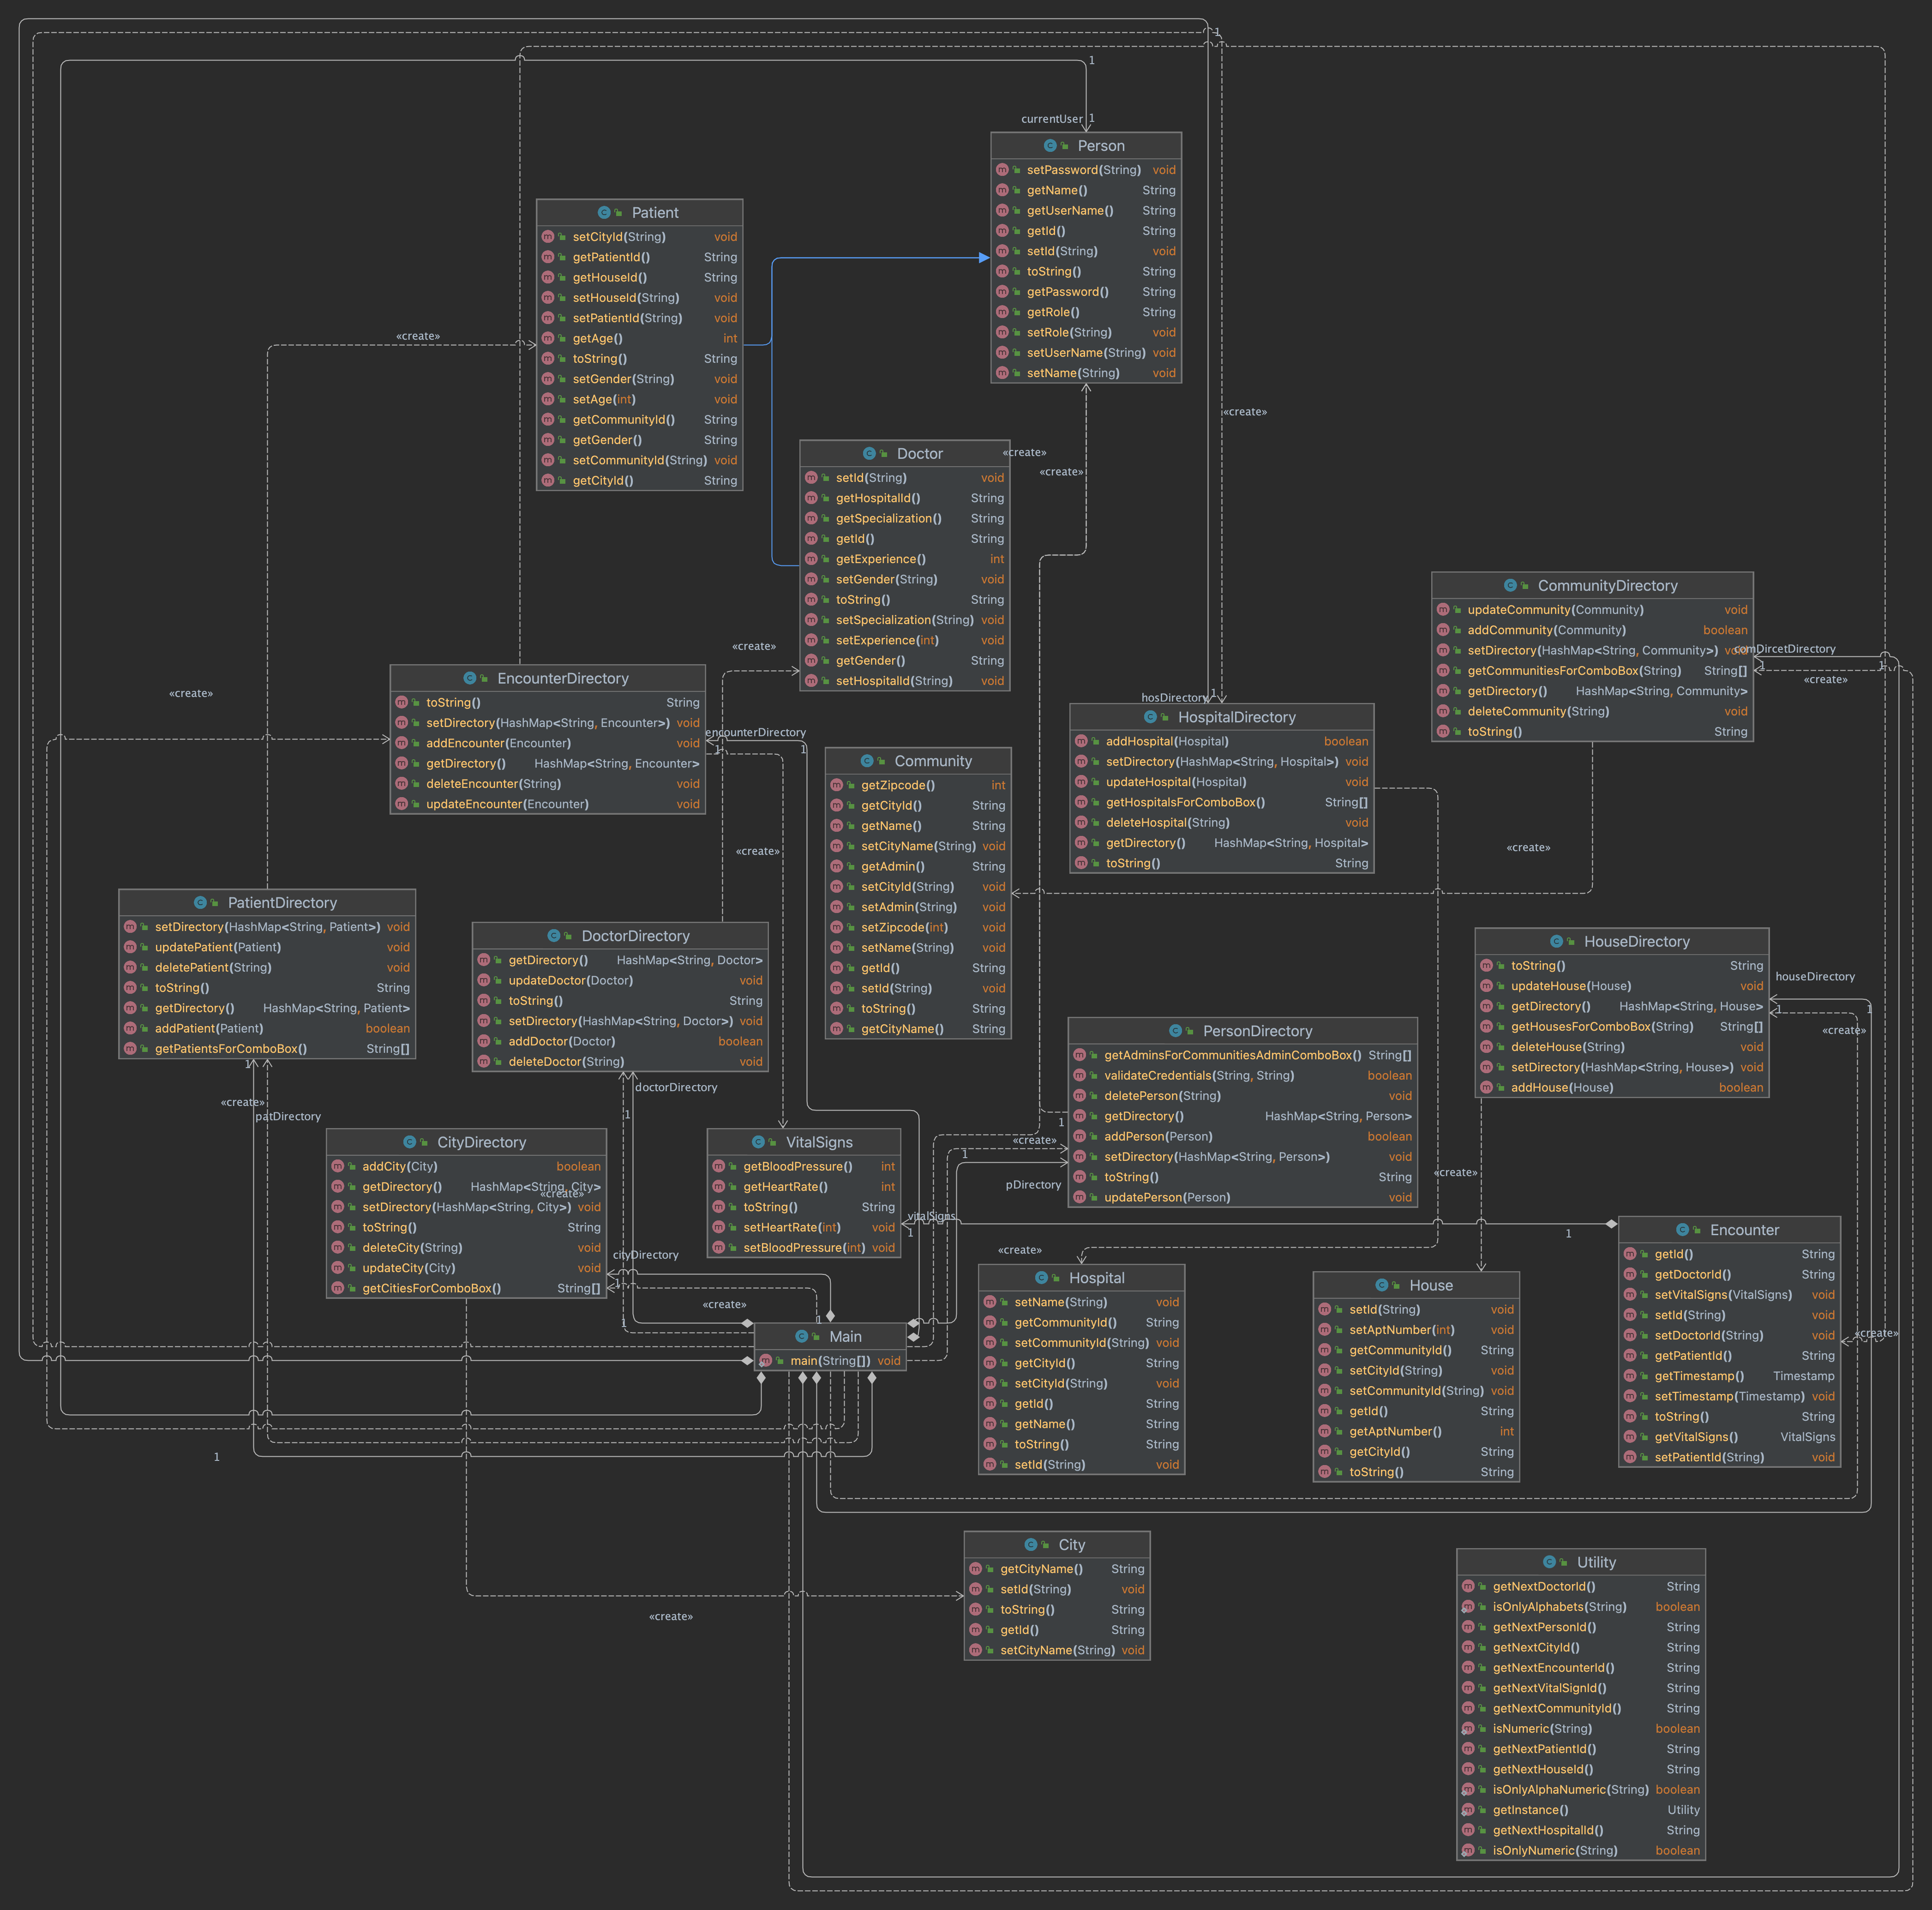 1
1
currentUser 1
Person
setPassword(String) void
getName() String
getUserName() String
getId() String
setId(String) void
toString() String
getPassword() String
getRole() String
setRole(String) void
setUserName(String) void
setName(String) void
Patient
setCityId(String) void
getPatientId() String
getHouseId() String
setHouseId(String) void
setPatientId(String) void
getAge() int
toString() String
setGender(String) void
setAge(int) void
getCommunityId() String
getGender() String
setCommunityId(String) void
getCityId() String
«create»
«create»
«create»
«create»
Doctor
setId(String) void
getHospitalId() String
getSpecialization() String
getId() String
getExperience() int
setGender(String) void
toString() String
setSpecialization(String) void
setExperience(int) void
getGender() String
setHospitalId(String) void
«create»
«create»
CommunityDirectory
updateCommunity(Community) void
addCommunity(Community) boolean
setDirectory(HashMap<String, Community>) void
getCommunitiesForComboBox(String) String[]
getDirectory() HashMap<String, Community>
deleteCommunity(String) void
toString() String
comDircetDirectory
1
«create»
EncounterDirectory
toString() String
setDirectory(HashMap<String, Encounter>) void
addEncounter(Encounter) void
getDirectory() HashMap<String, Encounter>
deleteEncounter(String) void
updateEncounter(Encounter) void
encounterDirectory
1
1
«create»
hosDirectory 1
HospitalDirectory
addHospital(Hospital) boolean
setDirectory(HashMap<String, Hospital>) void
updateHospital(Hospital) void
getHospitalsForComboBox() String[]
deleteHospital(String) void
getDirectory() HashMap<String, Hospital>
toString() String
«create»
Community
getZipcode() int
getCityId() String
getName() String
setCityName(String) void
getAdmin() String
setCityId(String) void
setAdmin(String) void
setZipcode(int) void
setName(String) void
getId() String
setId(String) void
toString() String
getCityName() String
PatientDirectory
setDirectory(HashMap<String, Patient>) void
updatePatient(Patient) void
deletePatient(String) void
toString() String
getDirectory() HashMap<String, Patient>
addPatient(Patient) boolean
getPatientsForComboBox() String[]
1
«create»
patDirectory
DoctorDirectory
getDirectory() HashMap<String, Doctor>
updateDoctor(Doctor) void
toString() String
setDirectory(HashMap<String, Doctor>) void
addDoctor(Doctor) boolean
deleteDoctor(String) void
doctorDirectory
1
HouseDirectory
toString() String
updateHouse(House) void
getDirectory() HashMap<String, House>
getHousesForComboBox(String) String[]
deleteHouse(String) void
setDirectory(HashMap<String, House>) void
addHouse(House) boolean
houseDirectory
1
1
«create»
PersonDirectory
getAdminsForCommunitiesAdminComboBox() String[]
validateCredentials(String, String) boolean
deletePerson(String) void
getDirectory() HashMap<String, Person>
addPerson(Person) boolean
setDirectory(HashMap<String, Person>) void
toString() String
updatePerson(Person) void
1
«create»
1
pDirectory
«create»
CityDirectory
addCity(City) boolean
getDirectory() HashMap<String, City>
setDirectory(HashMap<String, City>) void
toString() String
deleteCity(String) void
updateCity(City) void
getCitiesForComboBox() String[]
«create»
cityDirectory
1
VitalSigns
getBloodPressure() int
getHeartRate() int
toString() String
setHeartRate(int) void
setBloodPressure(int) void
vitalSigns
1
1
Encounter
getId() String
getDoctorId() String
setVitalSigns(VitalSigns) void
setId(String) void
setDoctorId(String) void
getPatientId() String
getTimestamp() Timestamp
setTimestamp(Timestamp) void
toString() String
getVitalSigns() VitalSigns
setPatientId(String) void
«create»
«create»
Hospital
setName(String) void
getCommunityId() String
setCommunityId(String) void
getCityId() String
setCityId(String) void
getId() String
getName() String
toString() String
setId(String) void
House
setId(String) void
setAptNumber(int) void
getCommunityId() String
setCityId(String) void
setCommunityId(String) void
getId() String
getAptNumber() int
getCityId() String
toString() String
«create»
1
1
Main
main(String[]) void
1
City
getCityName() String
setId(String) void
toString() String
getId() String
setCityName(String) void
«create»
Utility
getNextDoctorId() String
isOnlyAlphabets(String) boolean
getNextPersonId() String
getNextCityId() String
getNextEncounterId() String
getNextVitalSignId() String
getNextCommunityId() String
isNumeric(String) boolean
getNextPatientId() String
getNextHouseId() String
isOnlyAlphaNumeric(String) boolean
getInstance() Utility
getNextHospitalId() String
isOnlyNumeric(String) boolean